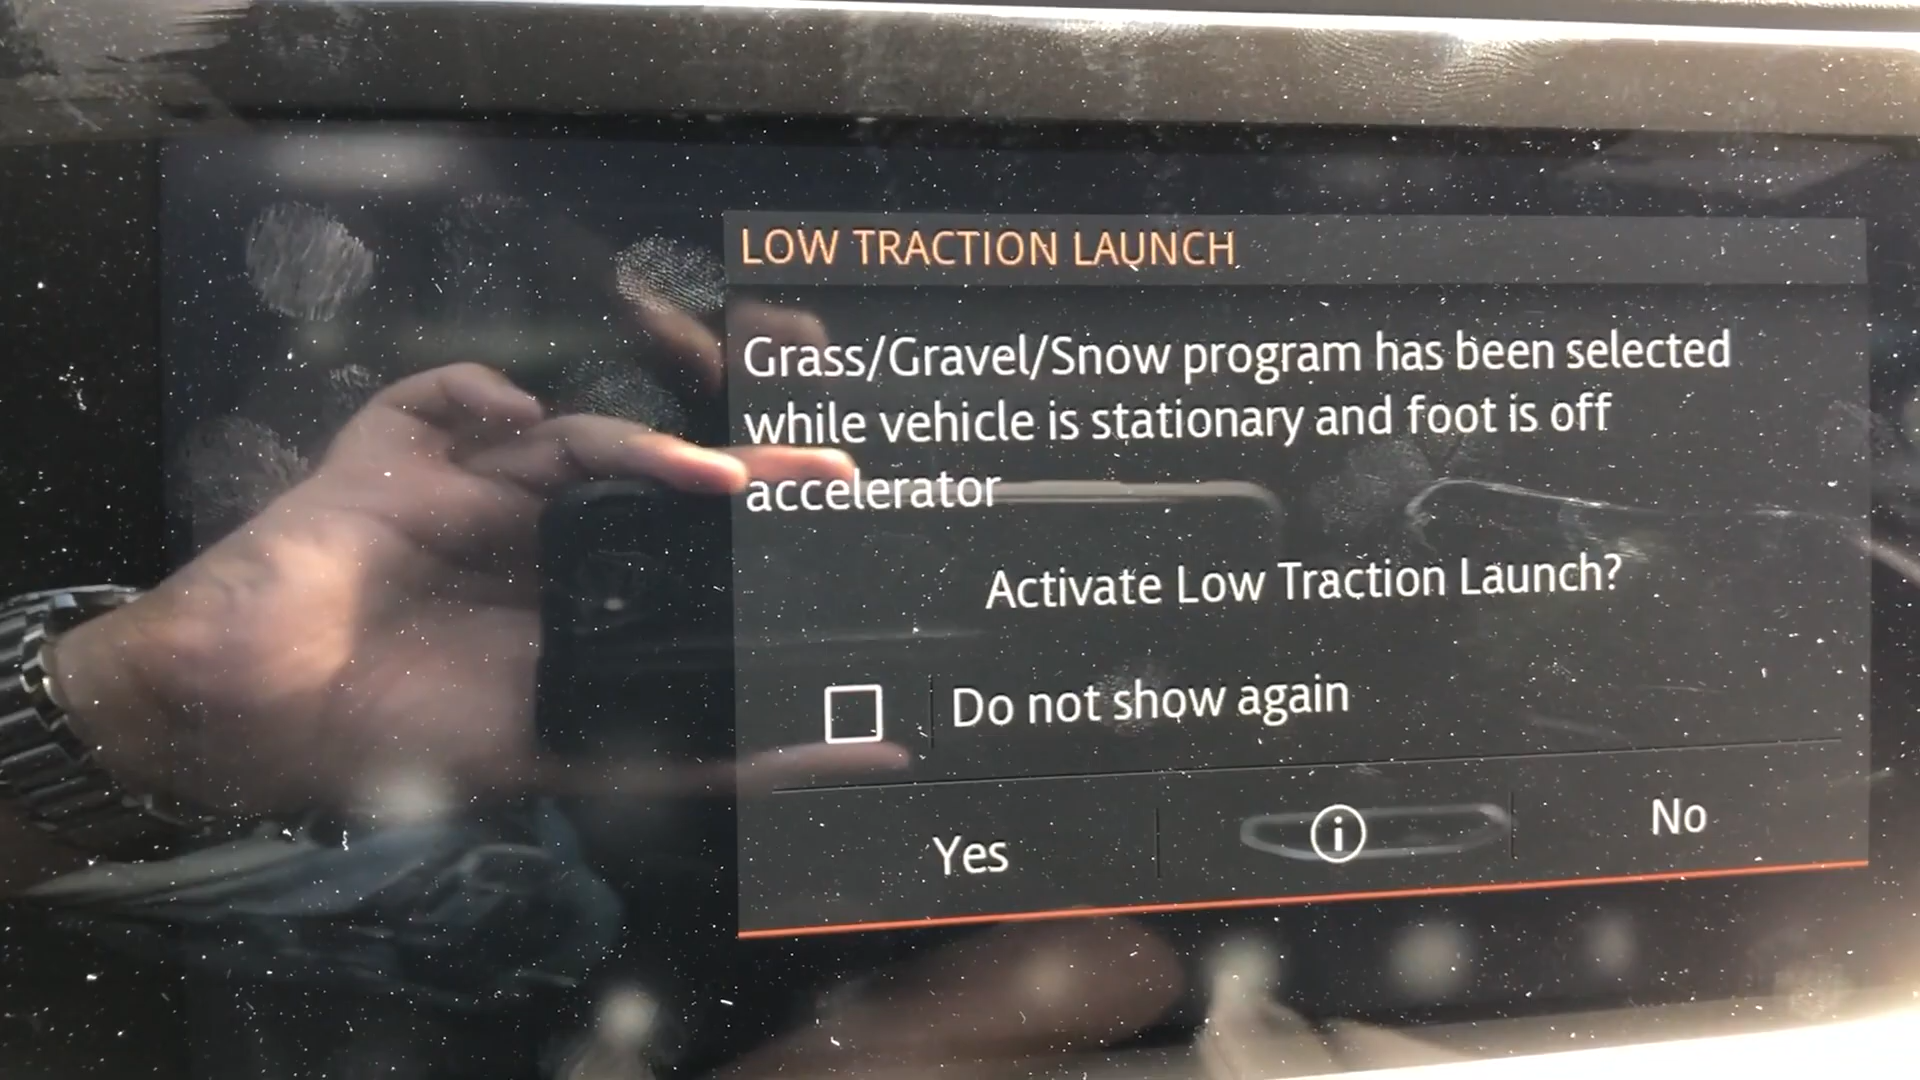 LOW TRACTION LAUNCH
Grass/Gravel/Snow program has been selected
while vehicle is stationary and foot is off
accelerator
Activate Low Traction Launch?
Do not show again
Yes
i
No